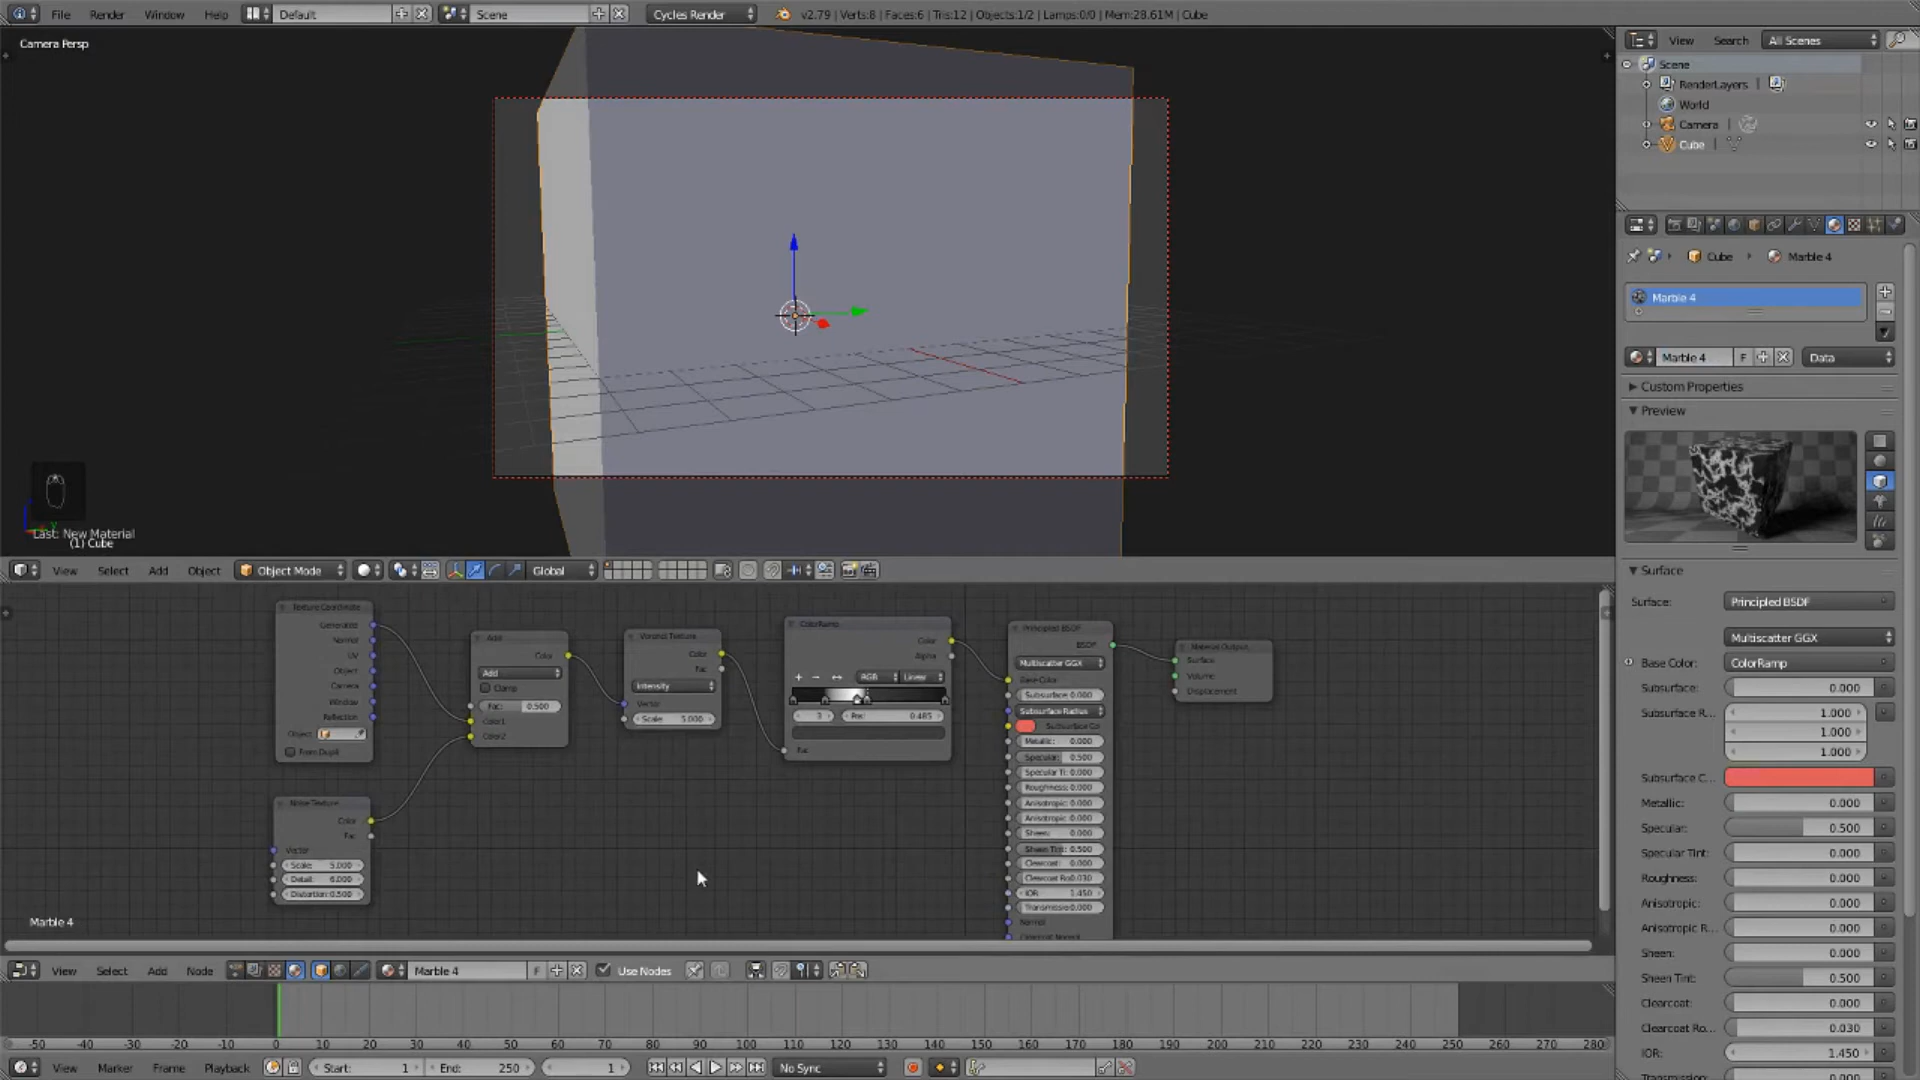 File Render Window Help Default Scene Cycles Render v2.79 | Verts:8 | Faces:6 | Tris:12 | Objects:1/2 | Lamps:0/0 | Mem:28.61M | Cube
Camera Persp
View Search All Scenes
Scene
RenderLayers |
World
Camera |
Cube |
Cube Marble 4
Marble 4
Marble 4 F Data
Custom Properties
Preview
Last: New Material
(1) Cube
View Select Add Object Object Mode Global
Surface
Surface: Principled BSDF
Multiscatter GGX
Base Color: ColorRamp
Subsurface: 0.000
Subsurface R... 1.000
1.000
1.000
Subsurface C...
Metallic: 0.000
Specular: 0.500
Specular Tint: 0.000
Roughness: 0.000
Anisotropic: 0.000
Anisotropic R... 0.000
Sheen: 0.000
Sheen Tint: 0.500
Clearcoat: 0.000
Clearcoat Ro... 0.030
IOR: 1.450
Texture Coordinate
Generated
Normal
UV
Object
Camera
Window
Reflection
Object:
From Dupli
Noise Texture
Color
Fac
Vector
Scale: 5.000
Detail: 6.000
Distortion: 0.500
Add
Color
Add
Clamp
Fac: 0.500
Color1
Color2
Voronoi Texture
Color
Fac
Intensity
Vector
Scale: 5.000
ColorRamp
Color
Alpha
RGB Linear
3 Pos: 0.485
Fac
Principled BSDF
BSDF
Multiscatter GGX
Base Color
Subsurface: 0.000
Subsurface Radius
Subsurface Co
Metallic: 0.000
Specular: 0.500
Specular Ti: 0.000
Roughness: 0.000
Anisotropic: 0.000
Anisotropic: 0.000
Sheen: 0.000
Sheen Tint: 0.500
Clearcoat: 0.000
Clearcoat Ro: 0.030
IOR: 1.450
Transmissio: 0.000
Normal
Clearcoat Normal
Material Output
Surface
Volume
Displacement
Marble 4
View Select Add Node Marble 4 F Use Nodes
-50 -40 -30 -20 -10 0 10 20 30 40 50 60 70 80 90 100 110 120 130 140 150 160 170 180 190 200 210 220 230 240 250 260 270 280
View Marker Frame Playback Start: 1 End: 250 1 No Sync